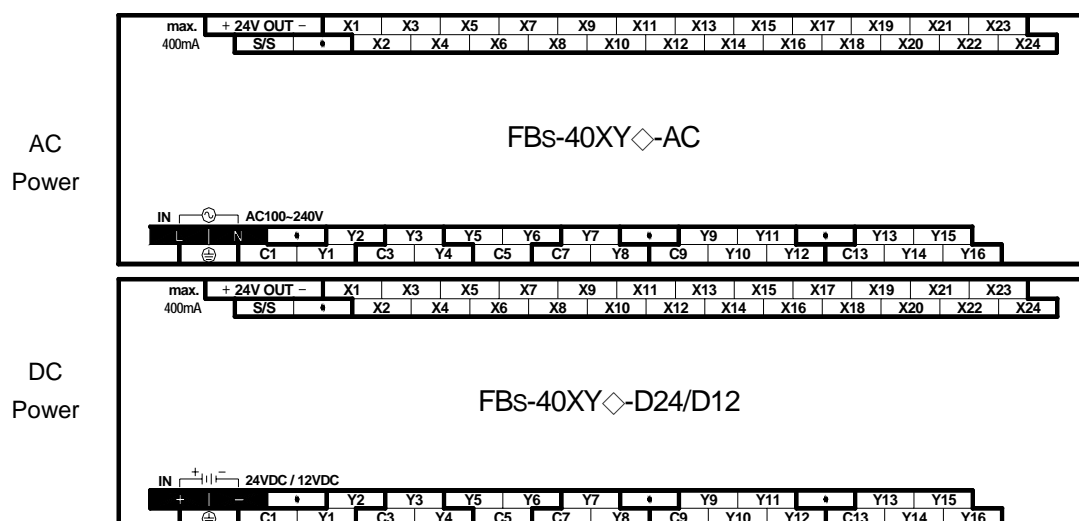 max. + 24V OUT − X1 X3 X5 X7 X9 X11 X13 X15 X17 X19 X21 X23
400mA S/S • X2 X4 X6 X8 X10 X12 X14 X16 X18 X20 X22 X24
AC
Power
FBs-40XY◇-AC
IN AC100~240V
L N • Y2 Y3 Y5 Y6 Y7 • Y9 Y11 • Y13 Y15
C1 Y1 C3 Y4 C5 C7 Y8 C9 Y10 Y12 C13 Y14 Y16
max. + 24V OUT − X1 X3 X5 X7 X9 X11 X13 X15 X17 X19 X21 X23
400mA S/S • X2 X4 X6 X8 X10 X12 X14 X16 X18 X20 X22 X24
DC
Power
FBs-40XY◇-D24/D12
IN + − 24VDC / 12VDC
+ − • Y2 Y3 Y5 Y6 Y7 • Y9 Y11 • Y13 Y15
C1 Y1 C3 Y4 C5 C7 Y8 C9 Y10 Y12 C13 Y14 Y16